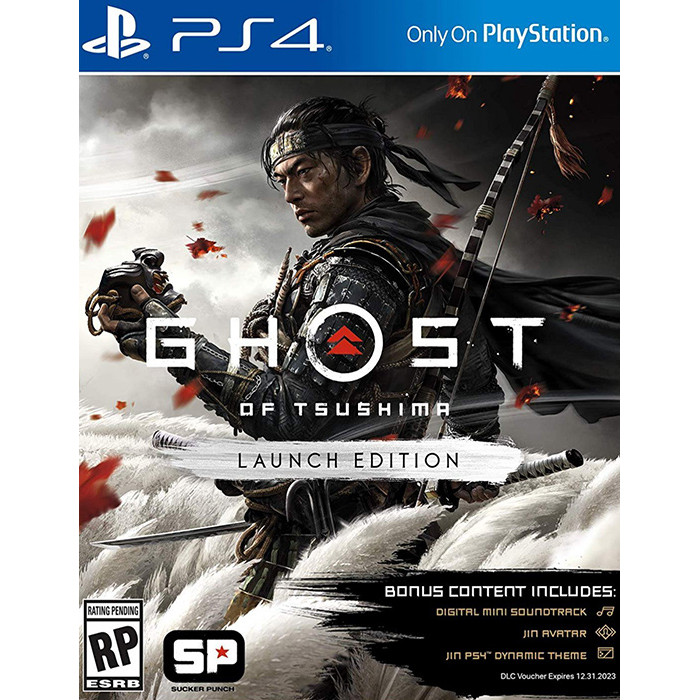 PS4
Only On PlayStation®
GHOST
OF TSUSHIMA
LAUNCH EDITION
BONUS CONTENT INCLUDES:
DIGITAL MINI SOUNDTRACK
JIN AVATAR
JIN PS4™ DYNAMIC THEME
DLC Voucher Expires 12.31.2023
RATING PENDING
RP
ESRB
SP
SUCKER PUNCH